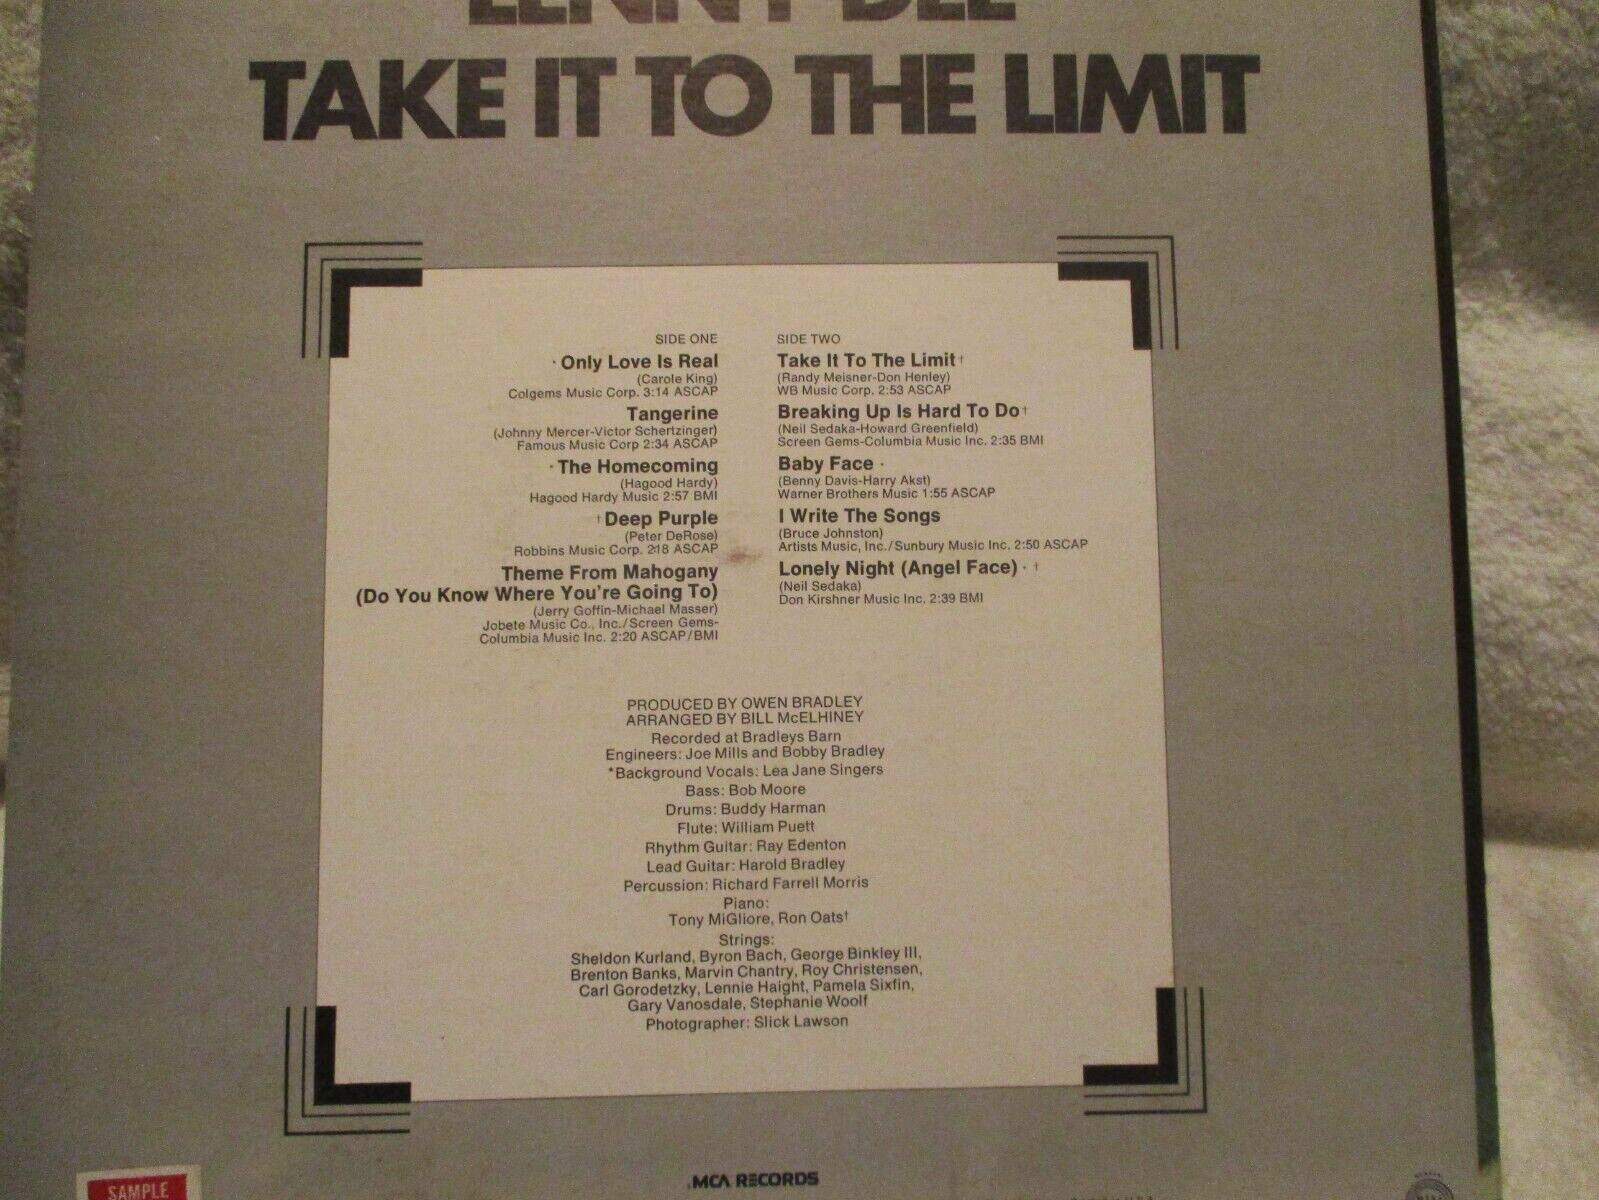 LENNY DEE
TAKE IT TO THE LIMIT
SIDE ONE
· Only Love Is Real
(Carole King)
Colgems Music Corp. 3:14 ASCAP
Tangerine
(Johnny Mercer-Victor Schertzinger)
Famous Music Corp 2:34 ASCAP
· The Homecoming
(Hagood Hardy)
Hagood Hardy Music 2:57 BMI
† Deep Purple
(Peter DeRose)
Robbins Music Corp. 2:18 ASCAP
Theme From Mahogany
(Do You Know Where You're Going To)
(Jerry Goffin-Michael Masser)
Jobete Music Co., Inc./Screen Gems-
Columbia Music Inc. 2:20 ASCAP/BMI
SIDE TWO
Take It To The Limit †
(Randy Meisner-Don Henley)
WB Music Corp. 2:53 ASCAP
Breaking Up Is Hard To Do †
(Neil Sedaka-Howard Greenfield)
Screen Gems-Columbia Music Inc. 2:35 BMI
Baby Face ·
(Benny Davis-Harry Akst)
Warner Brothers Music 1:55 ASCAP
I Write The Songs
(Bruce Johnston)
Artists Music, Inc./Sunbury Music Inc. 2:50 ASCAP
Lonely Night (Angel Face) · †
(Neil Sedaka)
Don Kirshner Music Inc. 2:39 BMI
PRODUCED BY OWEN BRADLEY
ARRANGED BY BILL McELHINEY
Recorded at Bradleys Barn
Engineers: Joe Mills and Bobby Bradley
*Background Vocals: Lea Jane Singers
Bass: Bob Moore
Drums: Buddy Harman
Flute: William Puett
Rhythm Guitar: Ray Edenton
Lead Guitar: Harold Bradley
Percussion: Richard Farrell Morris
Piano:
Tony MiGliore, Ron Oats†
Strings:
Sheldon Kurland, Byron Bach, George Binkley III,
Brenton Banks, Marvin Chantry, Roy Christensen,
Carl Gorodetzky, Lennie Haight, Pamela Sixfin,
Gary Vanosdale, Stephanie Woolf
Photographer: Slick Lawson
MCA RECORDS
SAMPLE